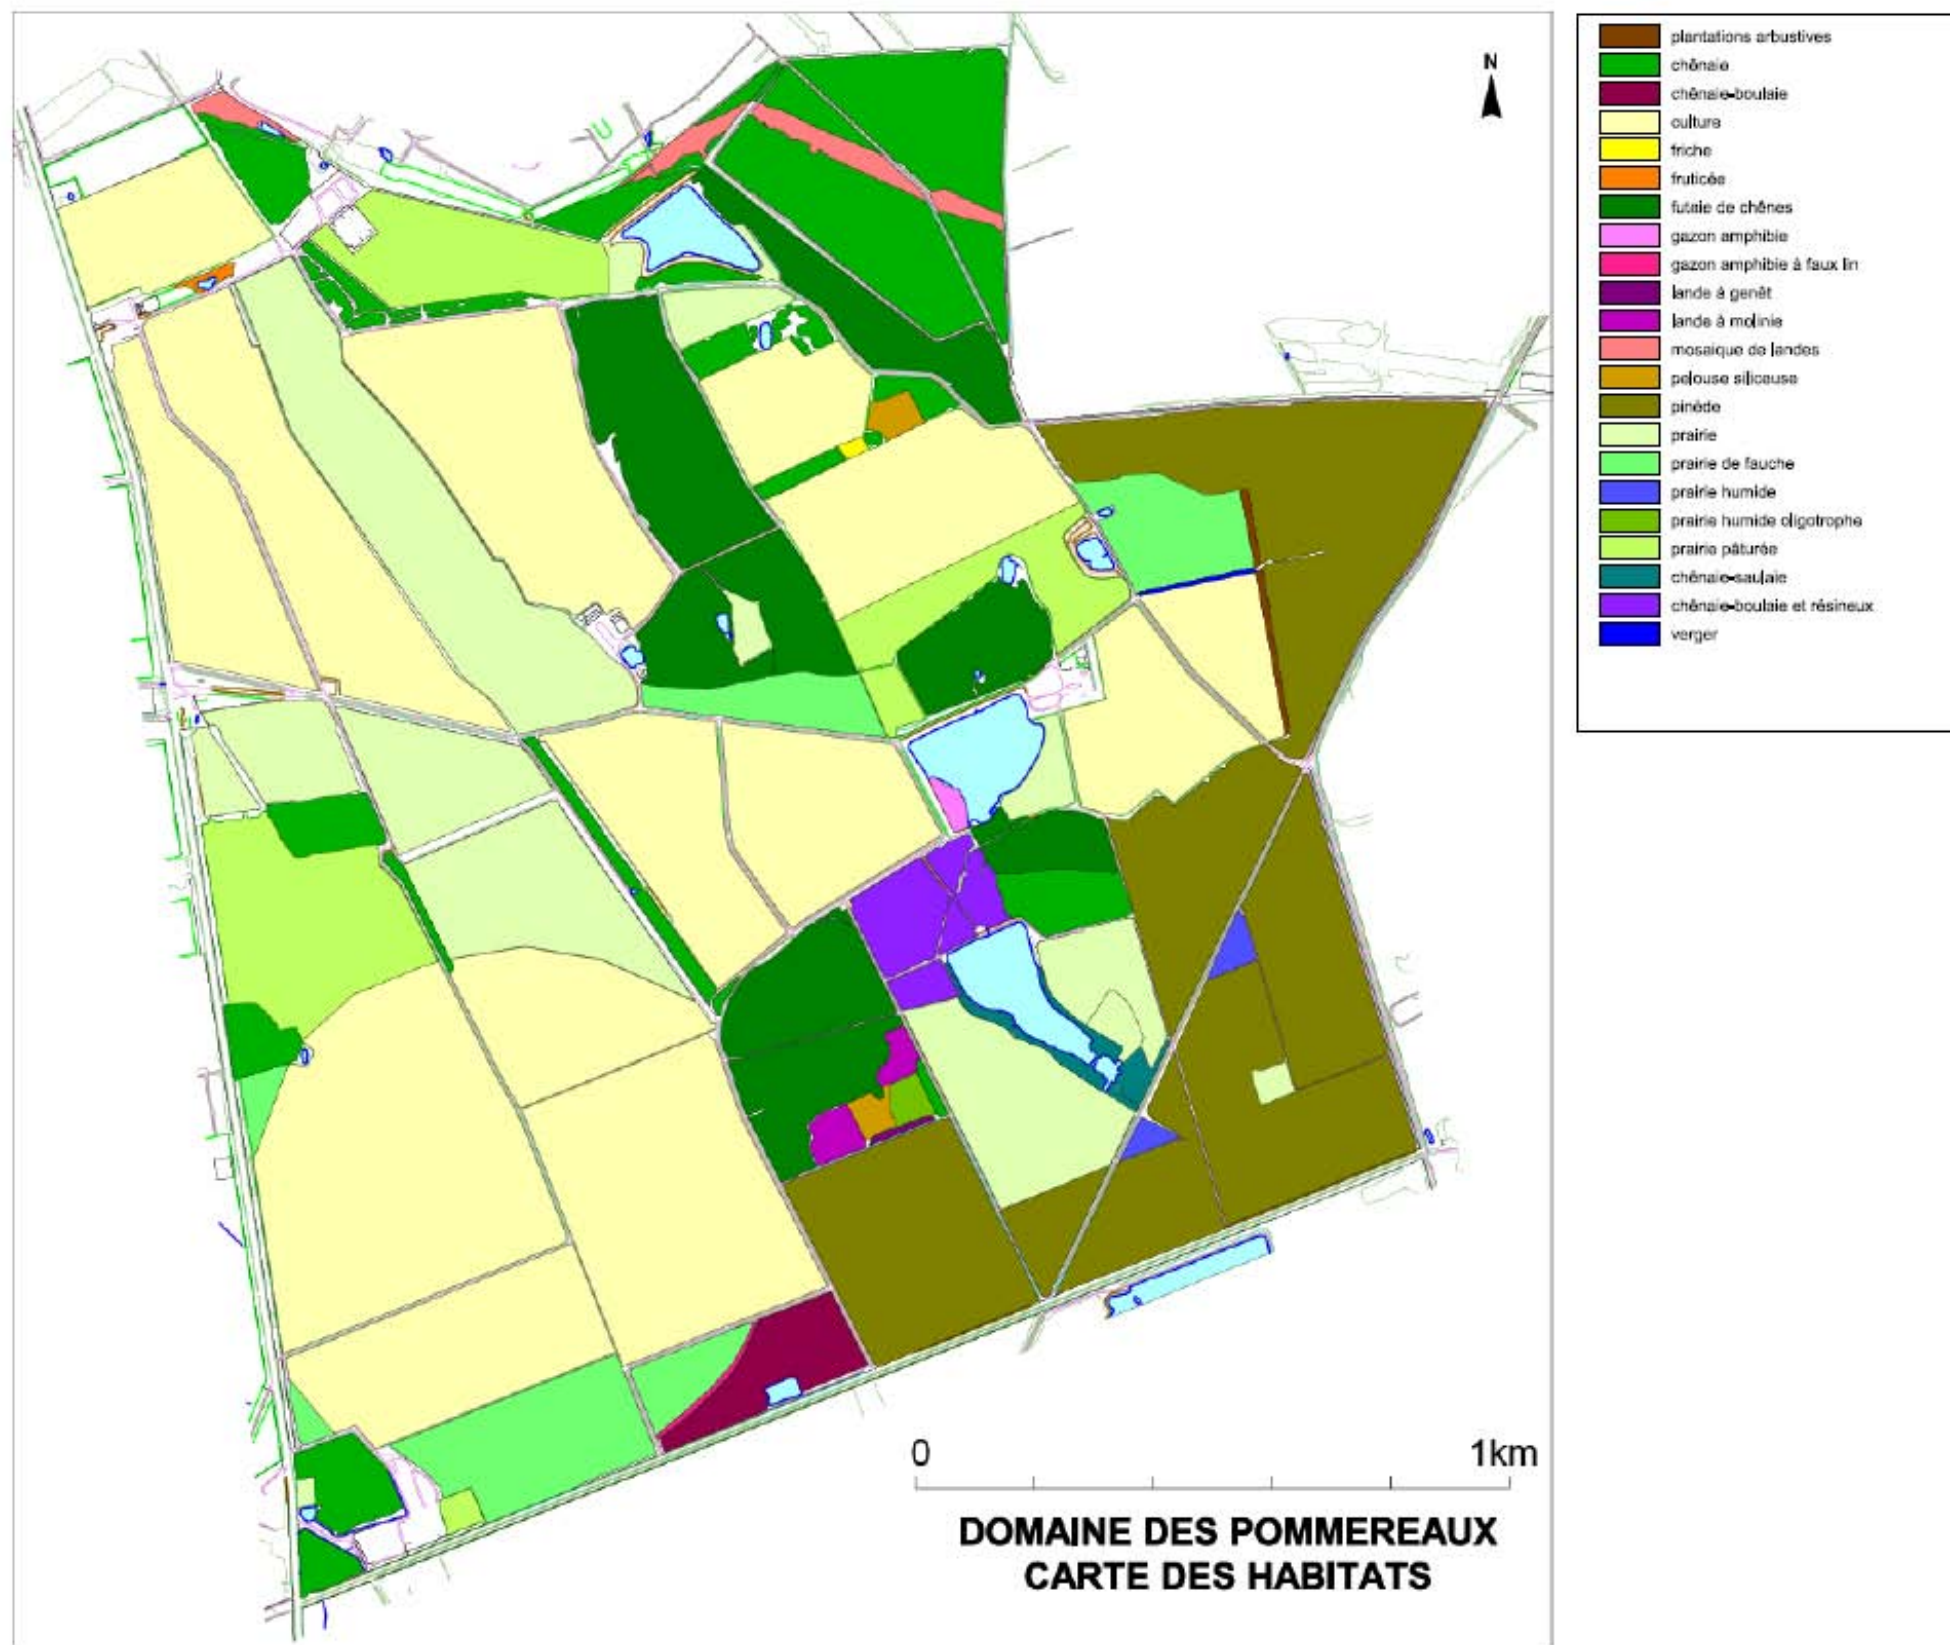 N
plantations arbustives
chênaie
chênaie-boulaie
culture
friche
fruticée
futaie de chênes
gazon amphibie
gazon amphibie à faux lin
lande à genêt
lande à molinie
mosaique de landes
pelouse siliceuse
pinède
prairie
prairie de fauche
prairie humide
prairie humide oligotrophe
prairie pâturée
chênaie-saulaie
chênaie-boulaie et résineux
verger
0 1km
DOMAINE DES POMMEREAUX
CARTE DES HABITATS